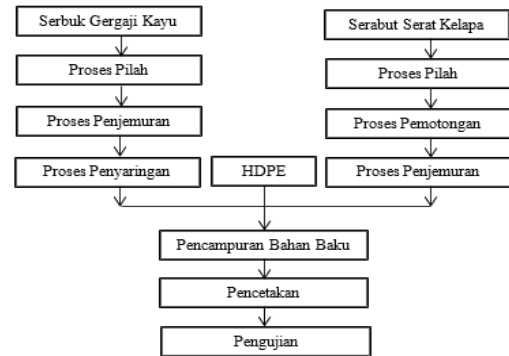 Serbuk Gergaji Kayu
Serabut Serat Kelapa
Proses Pilah
Proses Pilah
Proses Penjemuran
Proses Pemotongan
Proses Penyaringan
HDPE
Proses Penjemuran
Pencampuran Bahan Baku
Pencetakan
Pengujian